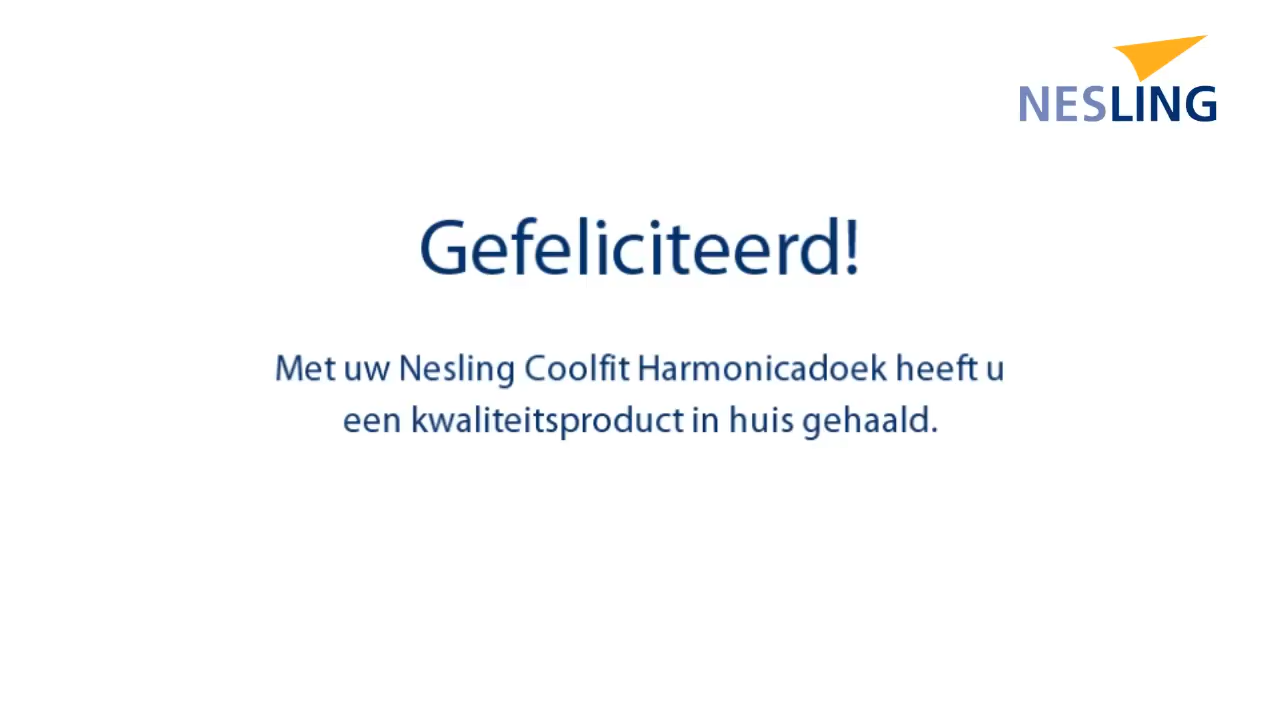 NESLING
Gefeliciteerd!
Met uw Nesling Coolfit Harmonicadoek heeft u
een kwaliteitsproduct in huis gehaald.